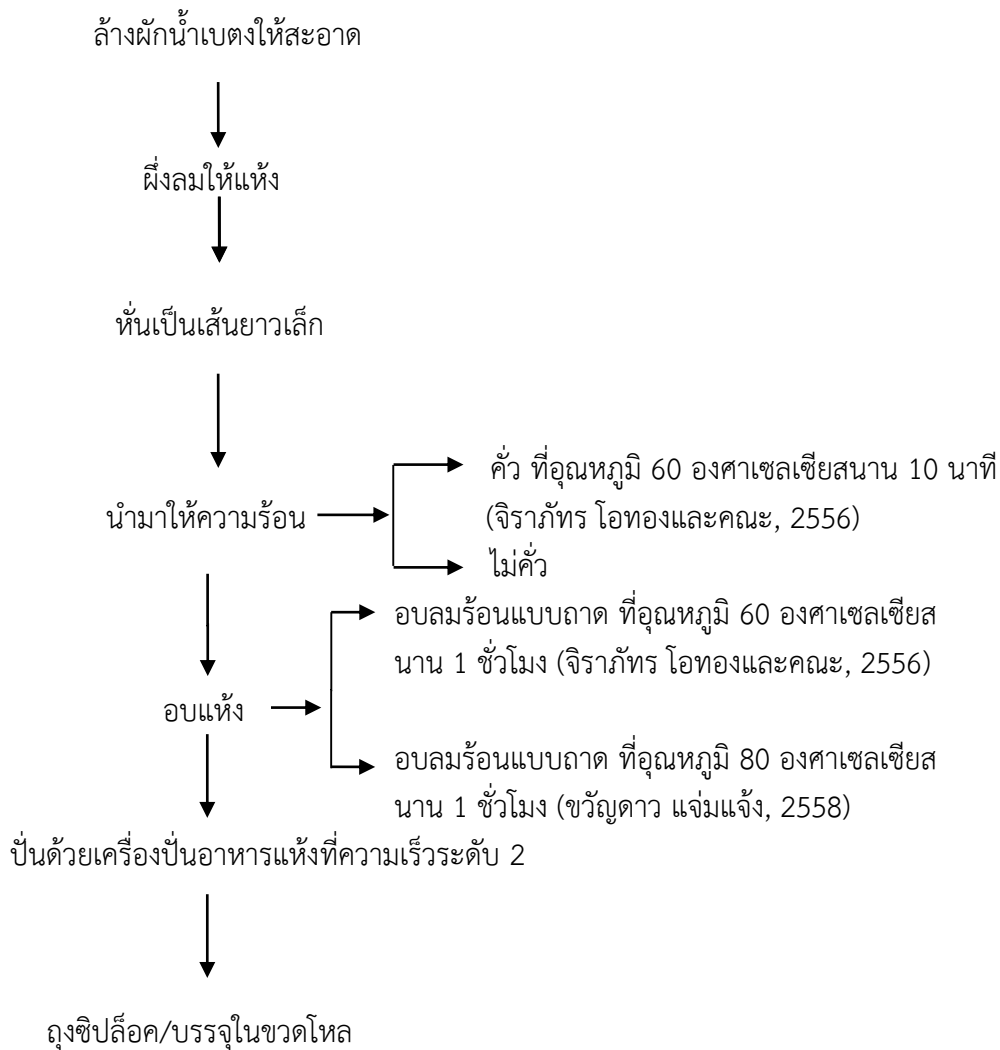 ล้างผักน้ำเบตงให้สะอาด
ผึ่งลมให้แห้ง
หั่นเป็นเส้นยาวเล็ก
นำมาให้ความร้อน
คั่ว ที่อุณหภูมิ 60 องศาเซลเซียสนาน 10 นาที
(จิราภัทร โอทองและคณะ, 2556)
ไม่คั่ว
อบแห้ง
อบลมร้อนแบบถาด ที่อุณหภูมิ 60 องศาเซลเซียส
นาน 1 ชั่วโมง (จิราภัทร โอทองและคณะ, 2556)
อบลมร้อนแบบถาด ที่อุณหภูมิ 80 องศาเซลเซียส
นาน 1 ชั่วโมง (ขวัญดาว แจ่มแจ้ง, 2558)
ปั่นด้วยเครื่องปั่นอาหารแห้งที่ความเร็วระดับ 2
ถุงซิปล็อค/บรรจุในขวดโหล